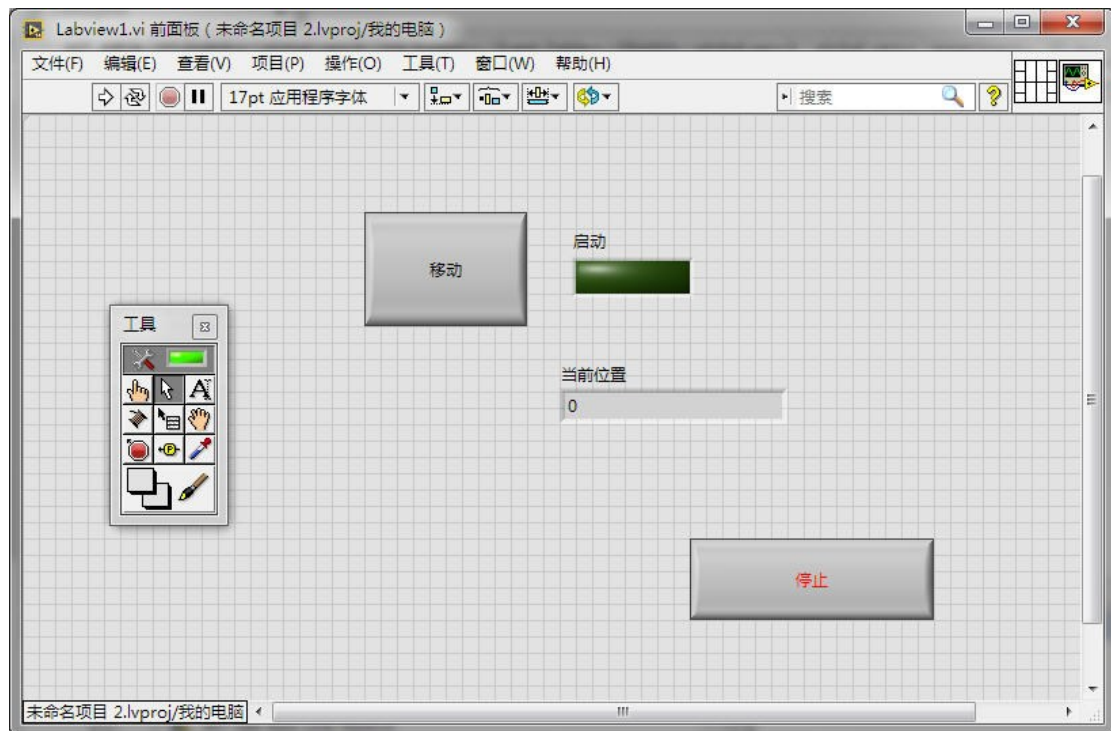 Labview1.vi 前面板 ( 未命名项目 2.lvproj/我的电脑 )
文件(F) 编辑(E) 查看(V) 项目(P) 操作(O) 工具(T) 窗口(W) 帮助(H)
17pt 应用程序字体 搜索
移动
启动
工具
当前位置
0
停止
未命名项目 2.lvproj/我的电脑